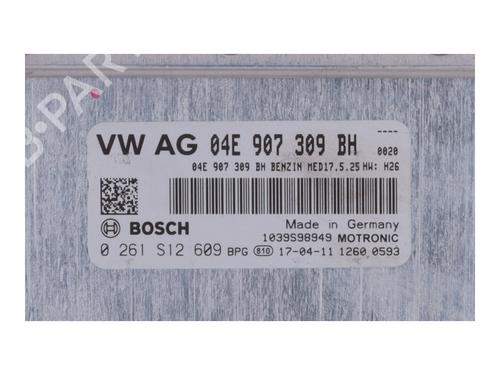 B-PARTS
VW AG 04E 907 309 BH
----
0020
04E 907 309 BH BENZIN MED17.5.25 HW: H26
BOSCH
Made in Germany
1039S98949 MOTRONIC
0 261 S12 609 BPG 810 17-04-11 1260 0593